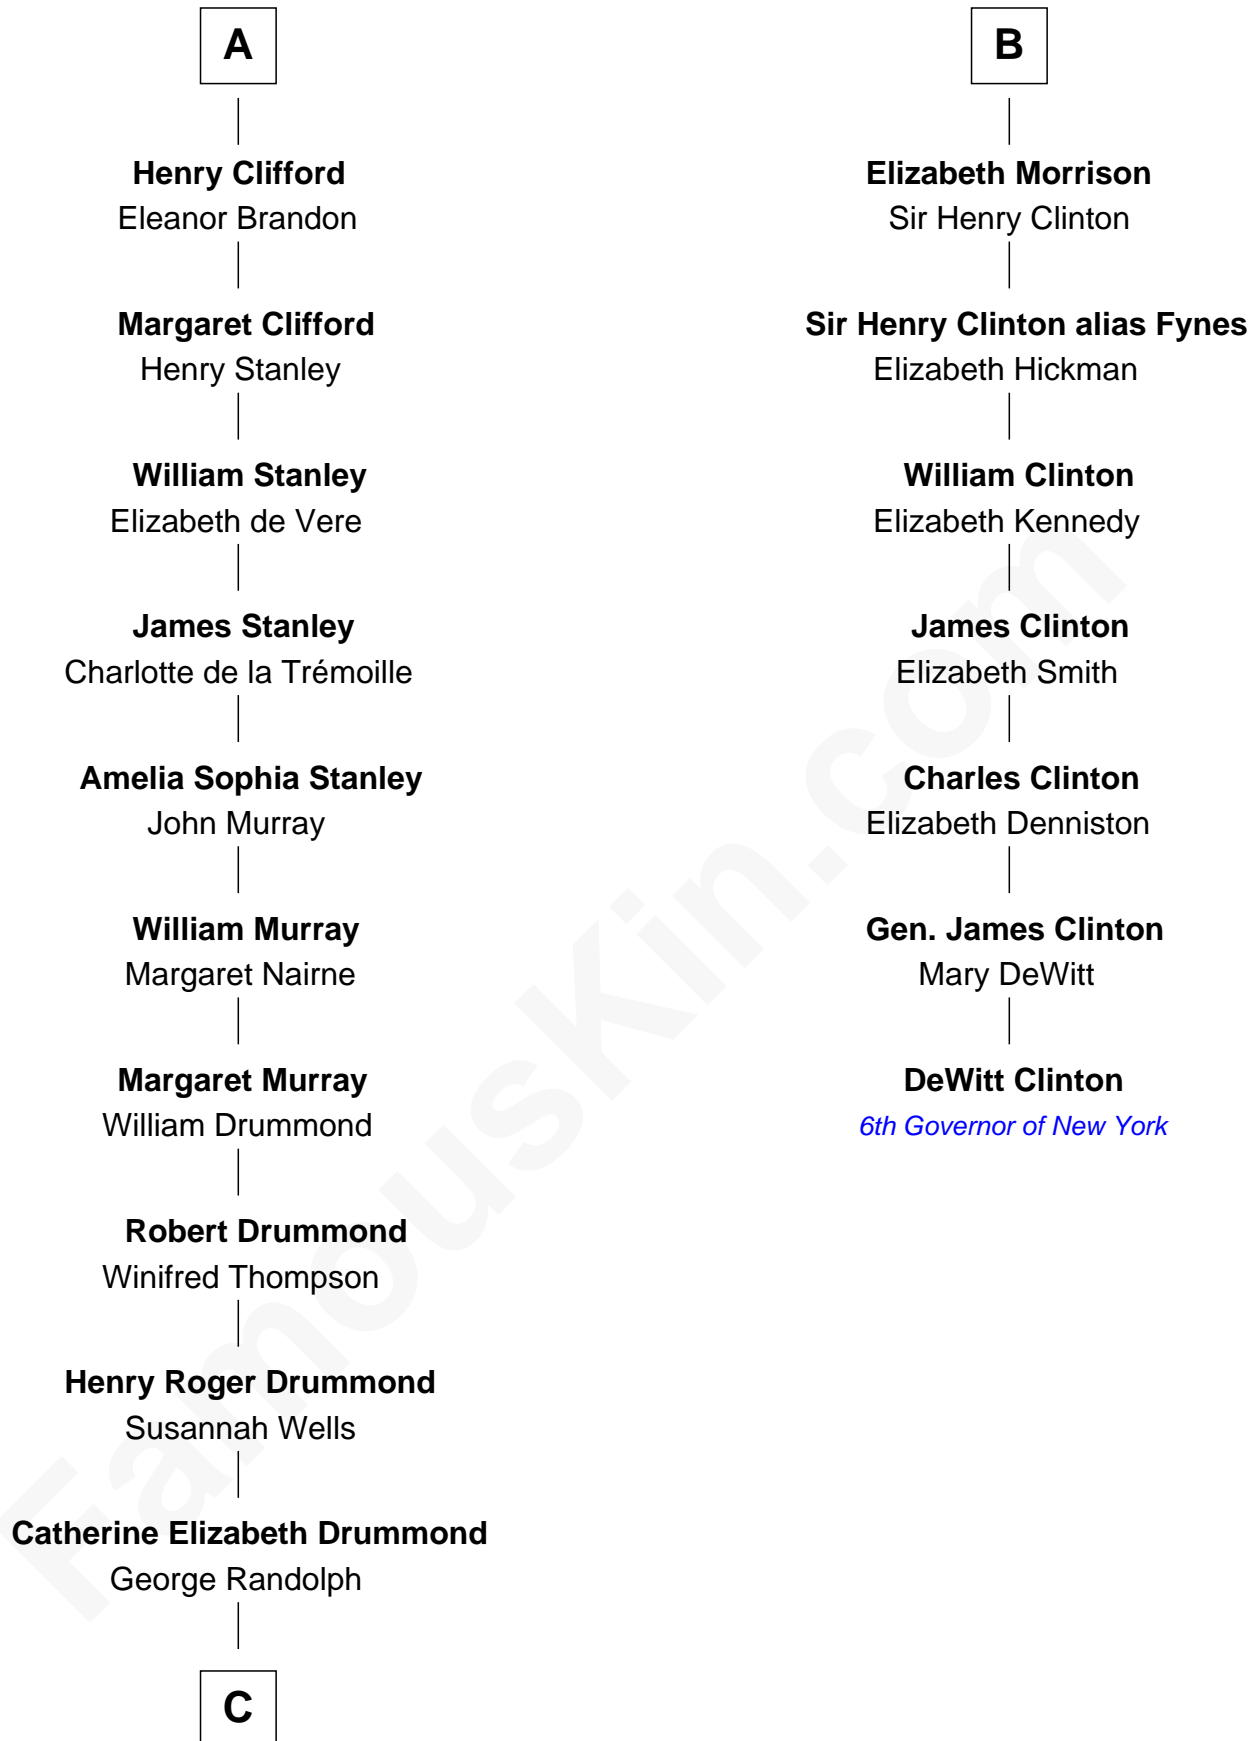 A
Henry Clifford
Eleanor Brandon
Margaret Clifford
Henry Stanley
William Stanley
Elizabeth de Vere
James Stanley
Charlotte de la Trémoille
Amelia Sophia Stanley
John Murray
William Murray
Margaret Nairne
Margaret Murray
William Drummond
Robert Drummond
Winifred Thompson
Henry Roger Drummond
Susannah Wells
Catherine Elizabeth Drummond
George Randolph
C
B
Elizabeth Morrison
Sir Henry Clinton
Sir Henry Clinton alias Fynes
Elizabeth Hickman
William Clinton
Elizabeth Kennedy
James Clinton
Elizabeth Smith
Charles Clinton
Elizabeth Denniston
Gen. James Clinton
Mary DeWitt
DeWitt Clinton
6th Governor of New York
FamousKin.com